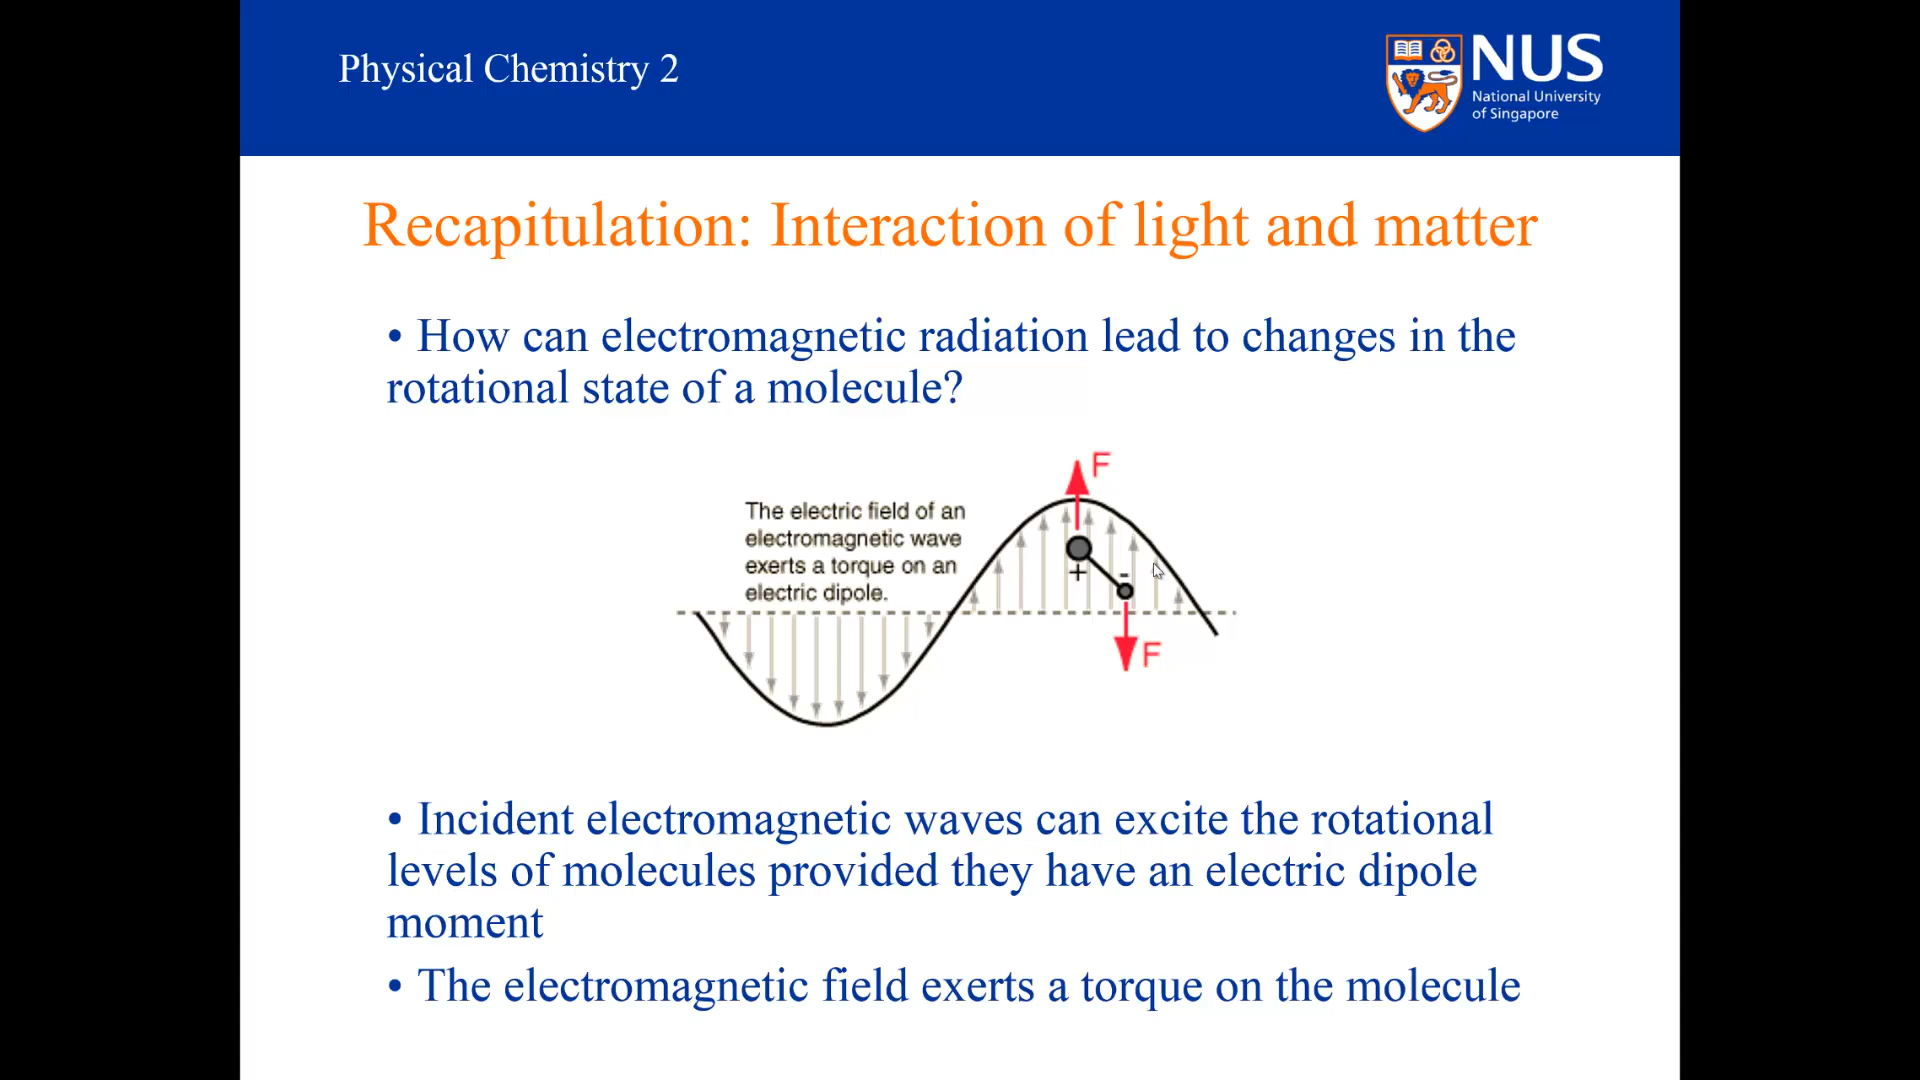 Physical Chemistry 2
NUS
National University
of Singapore
Recapitulation: Interaction of light and matter
• How can electromagnetic radiation lead to changes in the
rotational state of a molecule?
F
The electric field of an
electromagnetic wave
exerts a torque on an
electric dipole.
+
-
F
• Incident electromagnetic waves can excite the rotational
levels of molecules provided they have an electric dipole
moment
• The electromagnetic field exerts a torque on the molecule